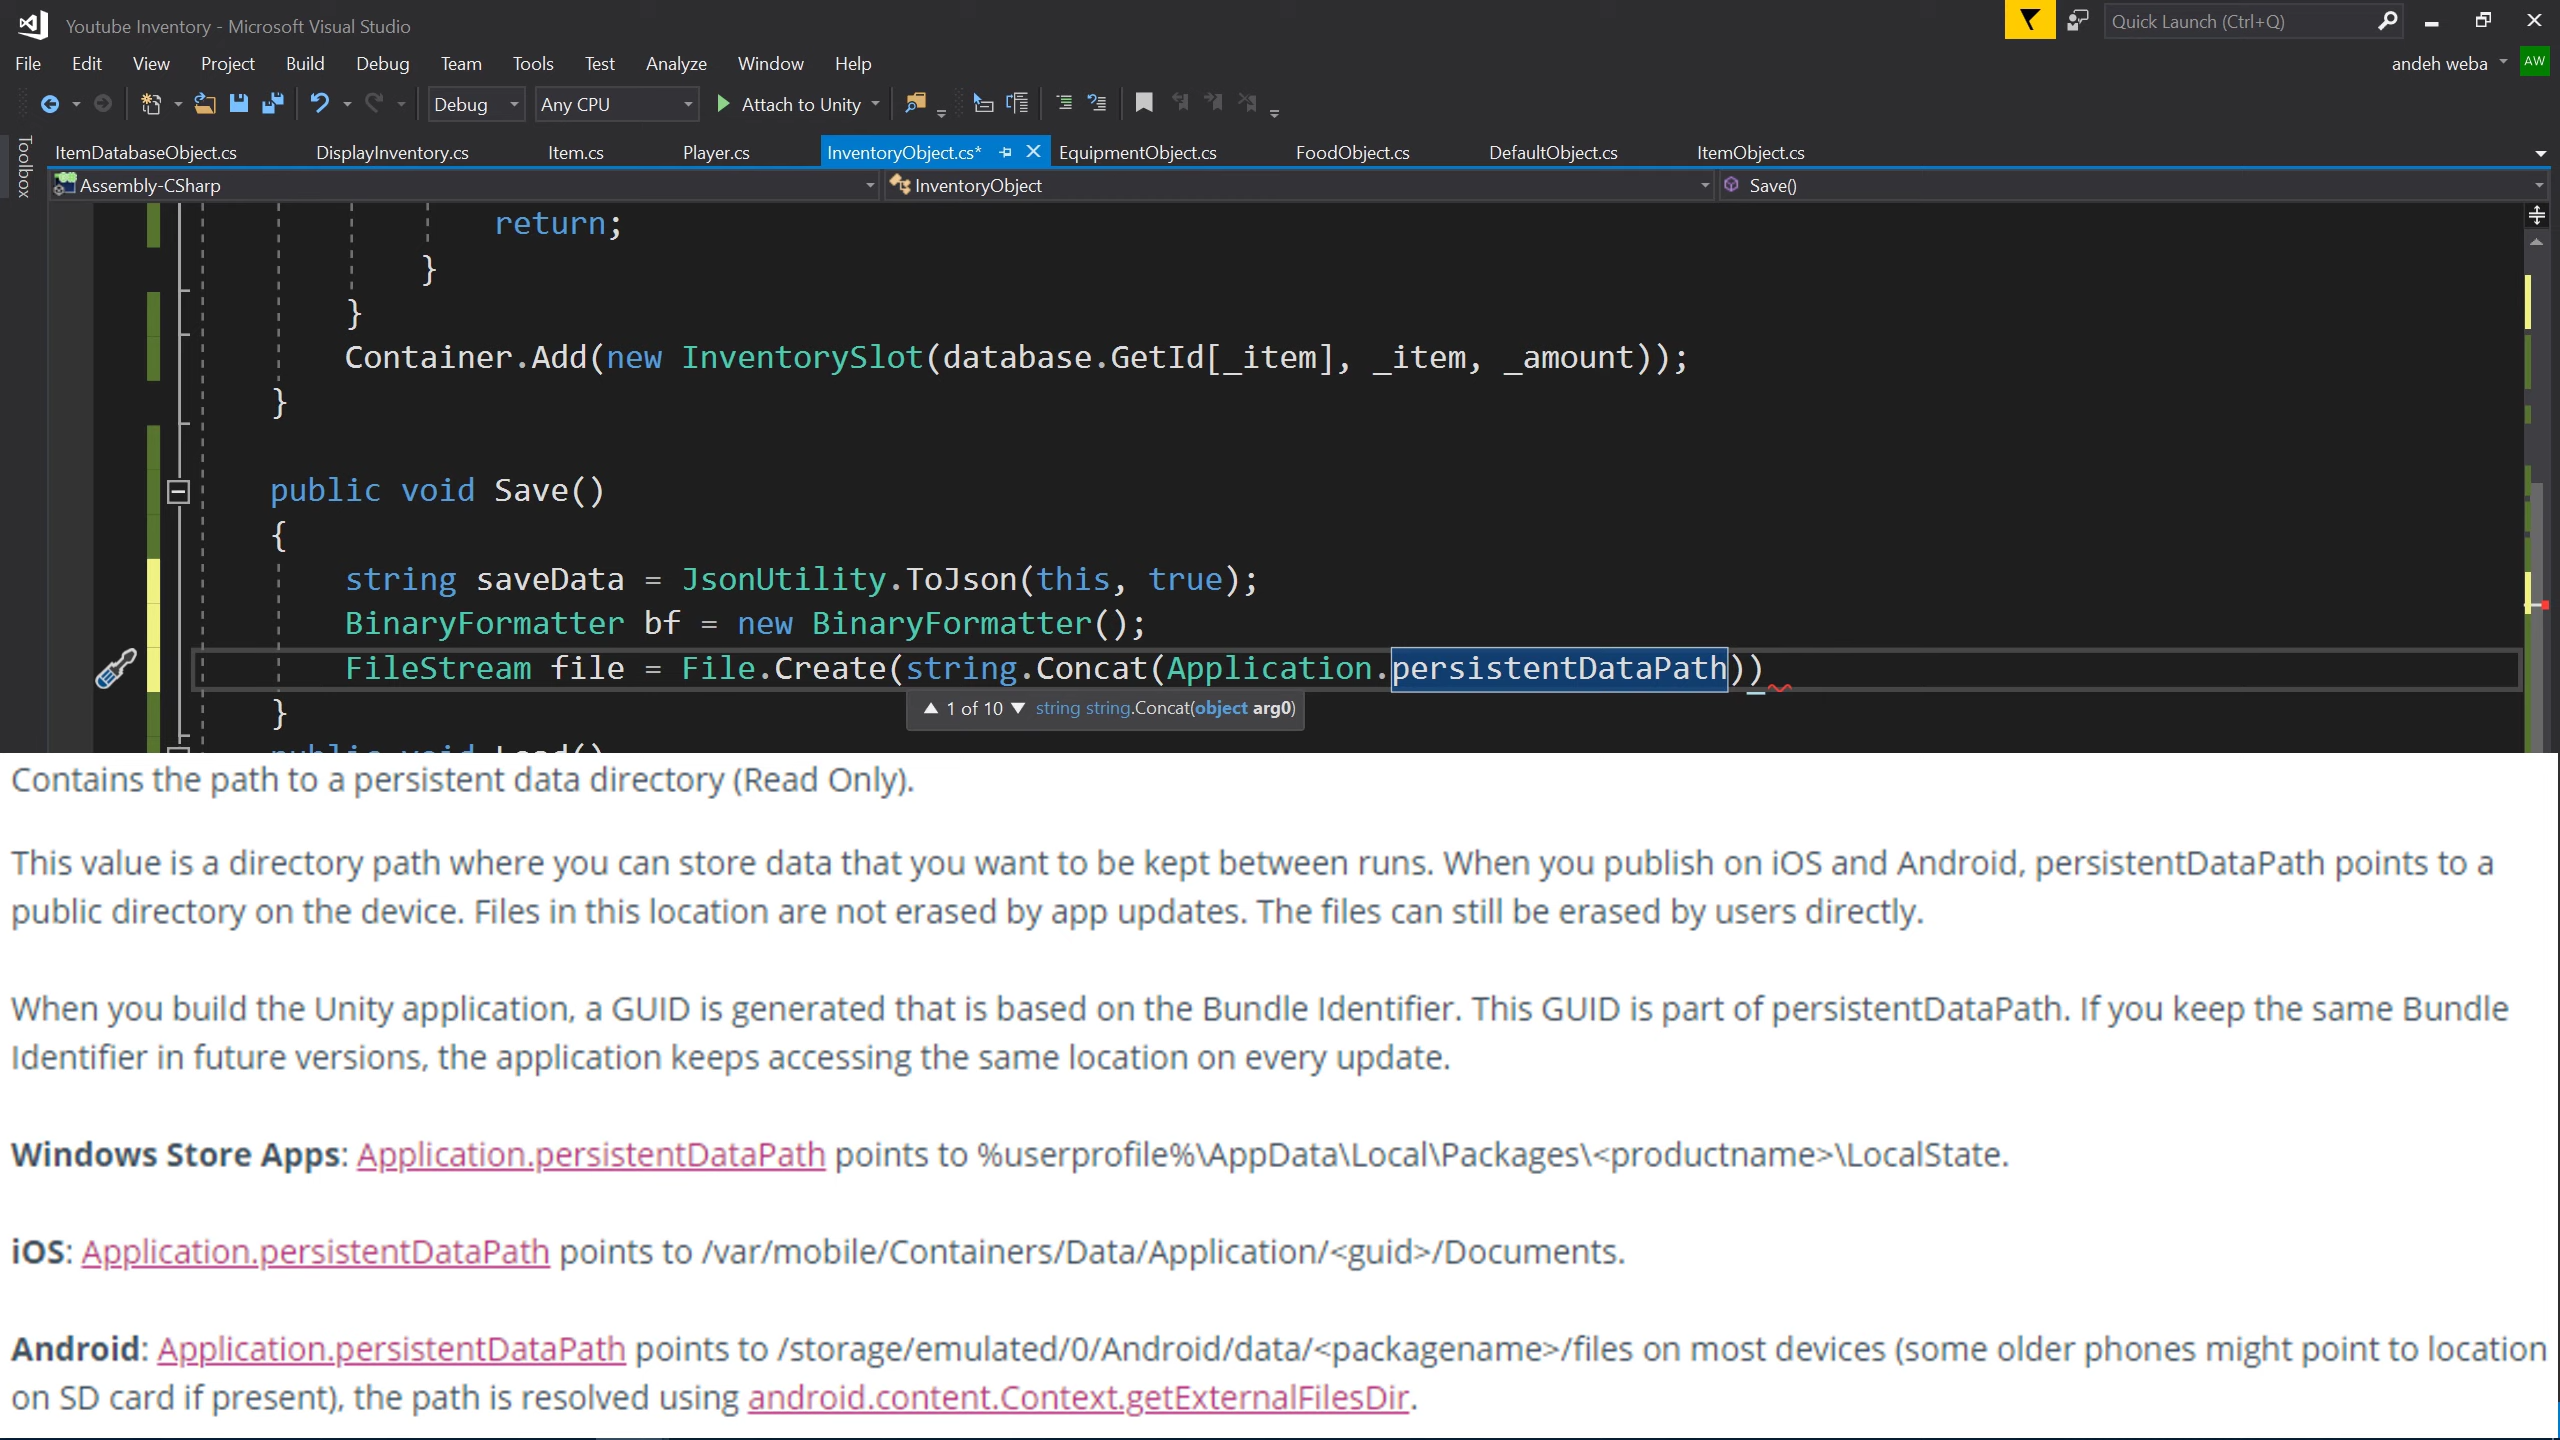 Youtube Inventory - Microsoft Visual Studio
Quick Launch (Ctrl+Q)
File Edit View Project Build Debug Team Tools Test Analyze Window Help
andeh weba AW
Debug Any CPU Attach to Unity
Toolbox
ItemDatabaseObject.cs DisplayInventory.cs Item.cs Player.cs InventoryObject.cs* EquipmentObject.cs FoodObject.cs DefaultObject.cs ItemObject.cs
Assembly-CSharp InventoryObject Save()
return;
}
}
Container.Add(new InventorySlot(database.GetId[_item], _item, _amount));
}
public void Save()
{
string saveData = JsonUtility.ToJson(this, true);
BinaryFormatter bf = new BinaryFormatter();
FileStream file = File.Create(string.Concat(Application.persistentDataPath))
▲ 1 of 10 ▼ string string.Concat(object arg0)
}
public void Load()
Contains the path to a persistent data directory (Read Only).
This value is a directory path where you can store data that you want to be kept between runs. When you publish on iOS and Android, persistentDataPath points to a
public directory on the device. Files in this location are not erased by app updates. The files can still be erased by users directly.
When you build the Unity application, a GUID is generated that is based on the Bundle Identifier. This GUID is part of persistentDataPath. If you keep the same Bundle
Identifier in future versions, the application keeps accessing the same location on every update.
Windows Store Apps: Application.persistentDataPath points to %userprofile%\AppData\Local\Packages\<productname>\LocalState.
iOS: Application.persistentDataPath points to /var/mobile/Containers/Data/Application/<guid>/Documents.
Android: Application.persistentDataPath points to /storage/emulated/0/Android/data/<packagename>/files on most devices (some older phones might point to location
on SD card if present), the path is resolved using android.content.Context.getExternalFilesDir.